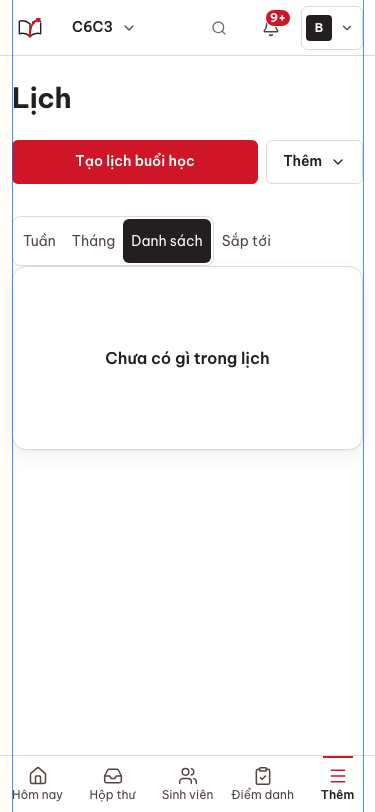 C6C3
9+
B
Lịch
Tạo lịch buổi học
Thêm
Tuần Tháng Danh sách Sắp tới
Chưa có gì trong lịch
Hôm nay Hộp thư Sinh viên Điểm danh Thêm